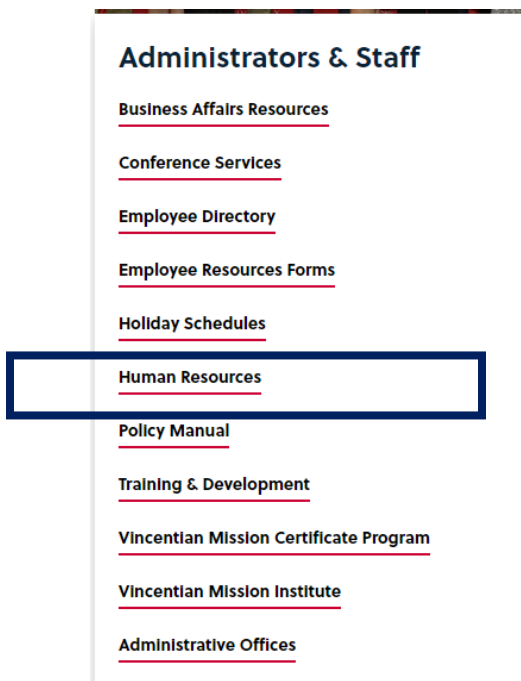 Administrators & Staff
Business Affairs Resources
Conference Services
Employee Directory
Employee Resources Forms
Holiday Schedules
Human Resources
Policy Manual
Training & Development
Vincentian Mission Certificate Program
Vincentian Mission Institute
Administrative Offices